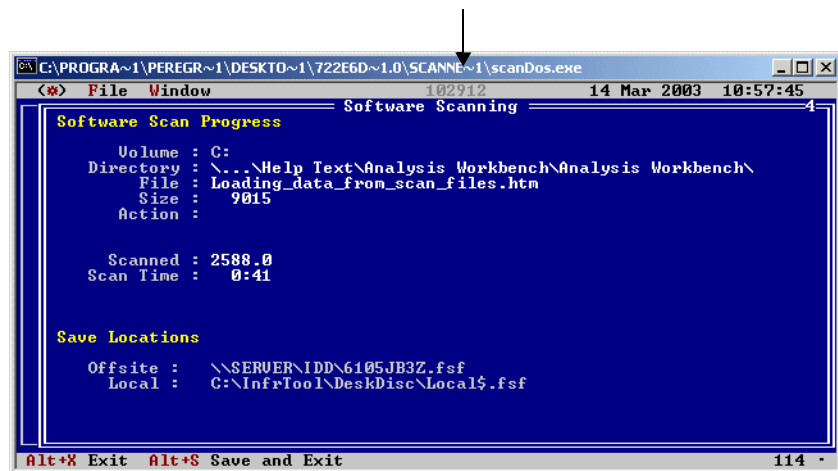 C:\PROGRA~1\PEREGR~1\DESKTO~1\722E6D~1.0\SCANNE~1\scanDos.exe
(*) File Window 102912 14 Mar 2003 10:57:45
Software Scanning 4
Software Scan Progress
Volume : C:
Directory : \...\Help Text\Analysis Workbench\Analysis Workbench\
File : Loading_data_from_scan_files.htm
Size : 9015
Action :
Scanned : 2588.0
Scan Time : 0:41
Save Locations
Offsite : \\SERVER\IDD\6105JB3Z.fsf
Local : C:\InfrTool\DeskDisc\Local$.fsf
Alt+X Exit Alt+S Save and Exit 114 ·